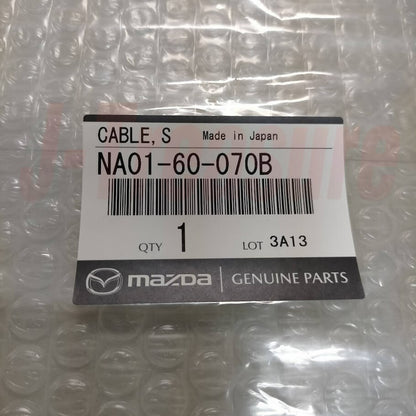 CABLE, S Made in Japan
NA01-60-070B
QTY 1 LOT 3A13
mazda GENUINE PARTS